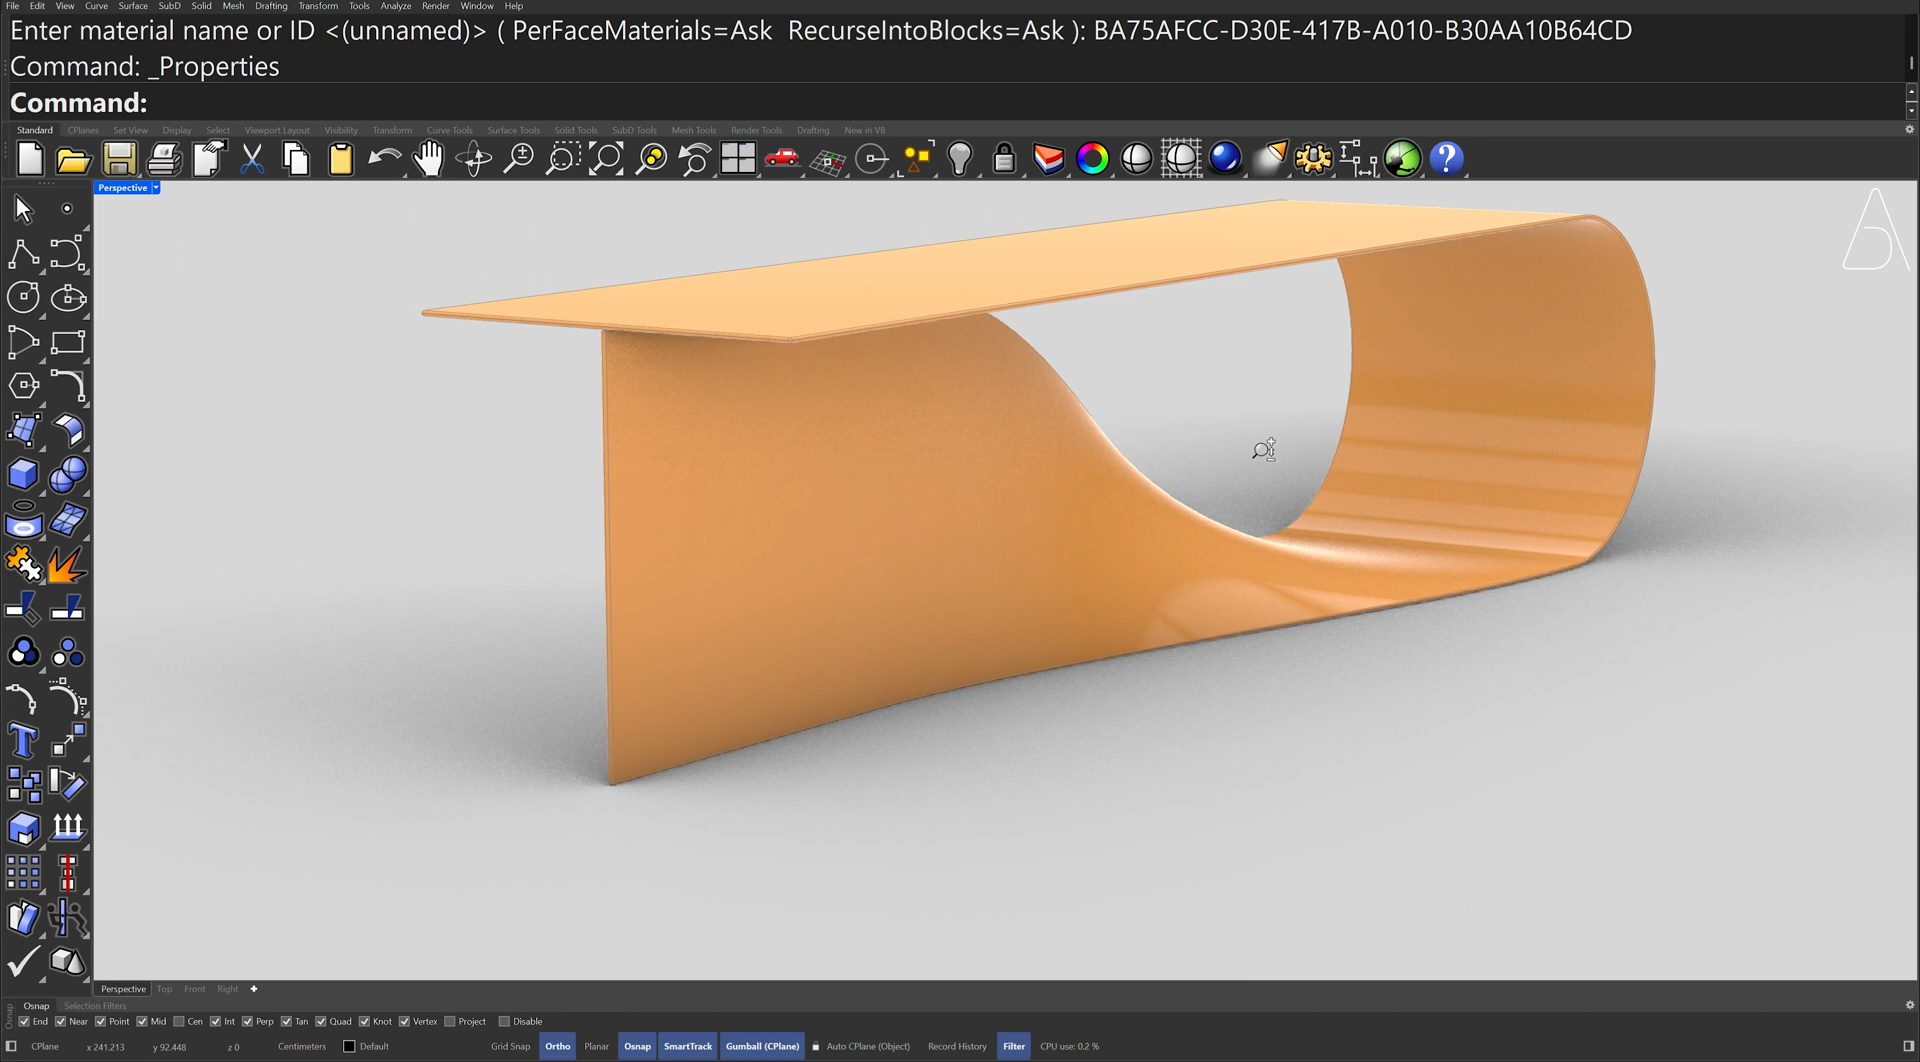 File Edit View Curve Surface SubD Solid Mesh Drafting Transform Tools Analyze Render Window Help
Enter material name or ID <(unnamed)> ( PerFaceMaterials=Ask RecurseIntoBlocks=Ask ): BA75AFCC-D30E-417B-A010-B30AA10B64CD
Command: _Properties
Command:
Standard CPlanes Set View Display Select Viewport Layout Visibility Transform Curve Tools Surface Tools Solid Tools SubD Tools Mesh Tools Render Tools Drafting New in V8
Perspective
Perspective Top Front Right
Osnap Selection Filters
Osnap
End Near Point Mid Cen Int Perp Tan Quad Knot Vertex Project Disable
CPlane x 241.213 y 92.448 z 0 Centimeters Default Grid Snap Ortho Planar Osnap SmartTrack Gumball (CPlane) Auto CPlane (Object) Record History Filter CPU use: 0.2 %